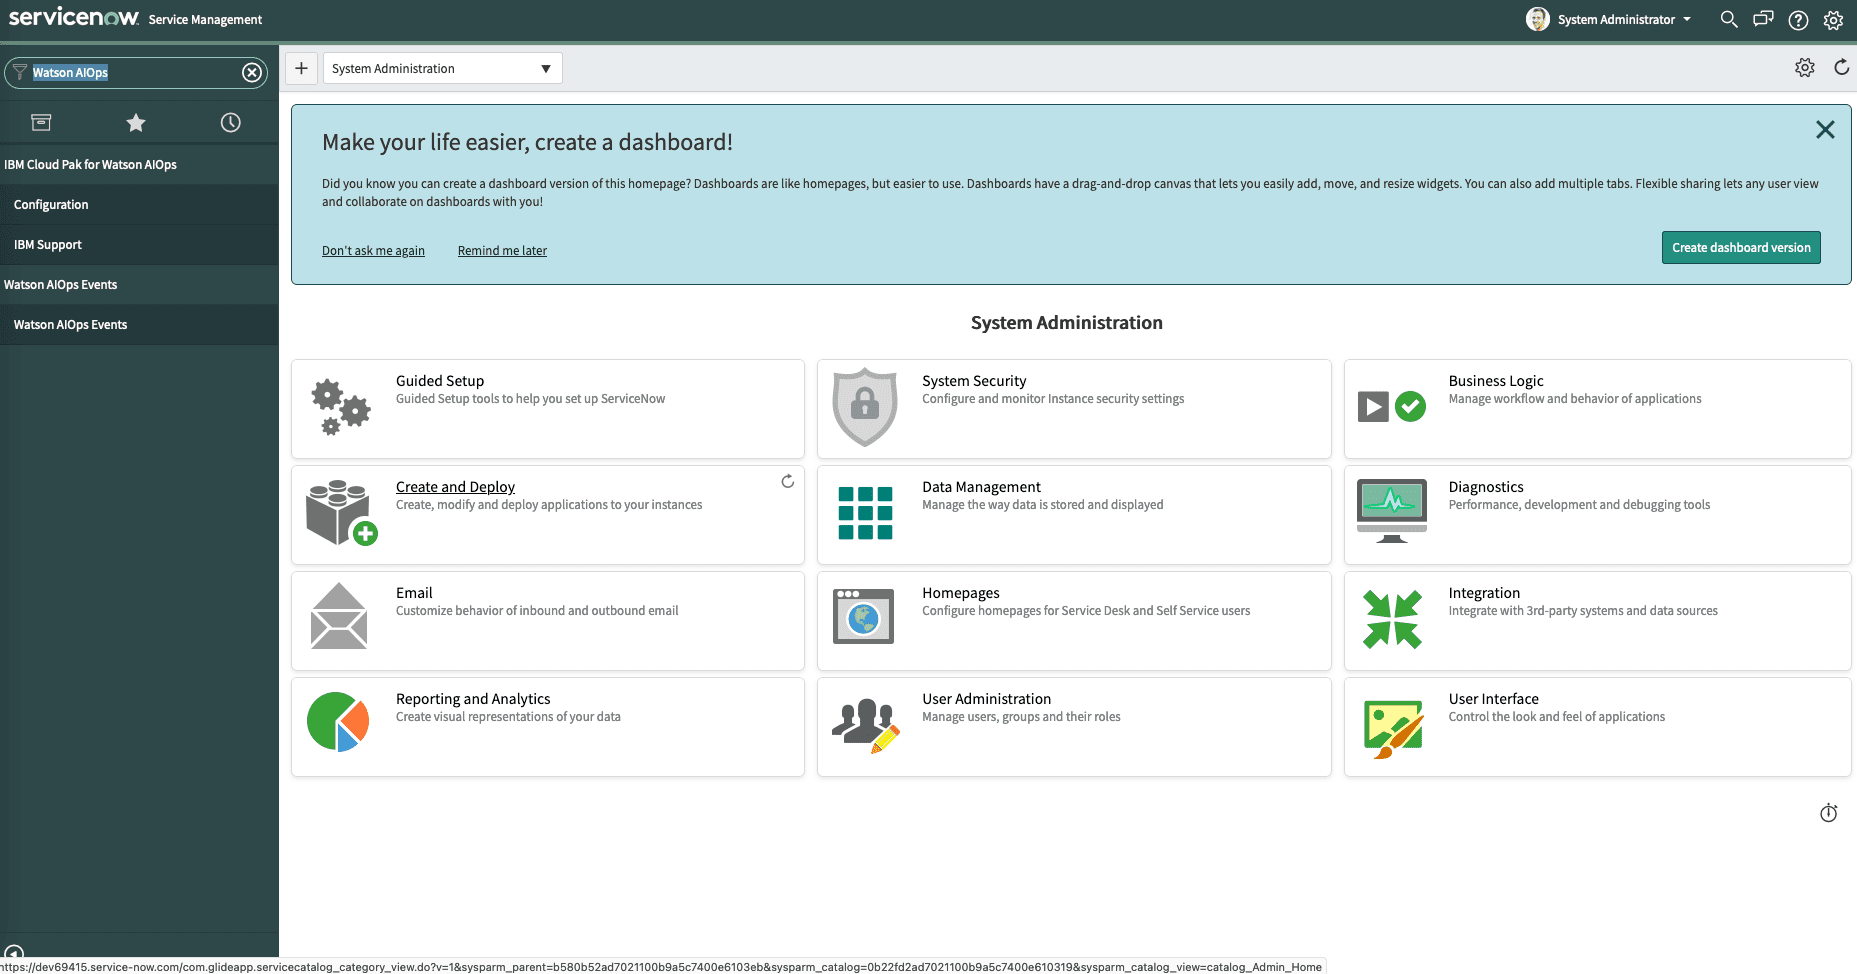 servicenow Service Management
System Administrator
Watson AIOps
System Administration
IBM Cloud Pak for Watson AIOps
Configuration
IBM Support
Watson AIOps Events
Watson AIOps Events
Make your life easier, create a dashboard!
Did you know you can create a dashboard version of this homepage? Dashboards are like homepages, but easier to use. Dashboards have a drag-and-drop canvas that lets you easily add, move, and resize widgets. You can also add multiple tabs. Flexible sharing lets any user view
and collaborate on dashboards with you!
Don't ask me again
Remind me later
Create dashboard version
System Administration
Guided Setup
Guided Setup tools to help you set up ServiceNow
System Security
Configure and monitor Instance security settings
Business Logic
Manage workflow and behavior of applications
Create and Deploy
Create, modify and deploy applications to your instances
Data Management
Manage the way data is stored and displayed
Diagnostics
Performance, development and debugging tools
Email
Customize behavior of inbound and outbound email
Homepages
Configure homepages for Service Desk and Self Service users
Integration
Integrate with 3rd-party systems and data sources
Reporting and Analytics
Create visual representations of your data
User Administration
Manage users, groups and their roles
User Interface
Control the look and feel of applications
https://dev69415.service-now.com/com.glideapp.servicecatalog_category_view.do?v=1&sysparm_parent=b580b52ad7021100b9a5c7400e6103eb&sysparm_catalog=0b22fd2ad7021100b9a5c7400e610319&sysparm_catalog_view=catalog_Admin_Home